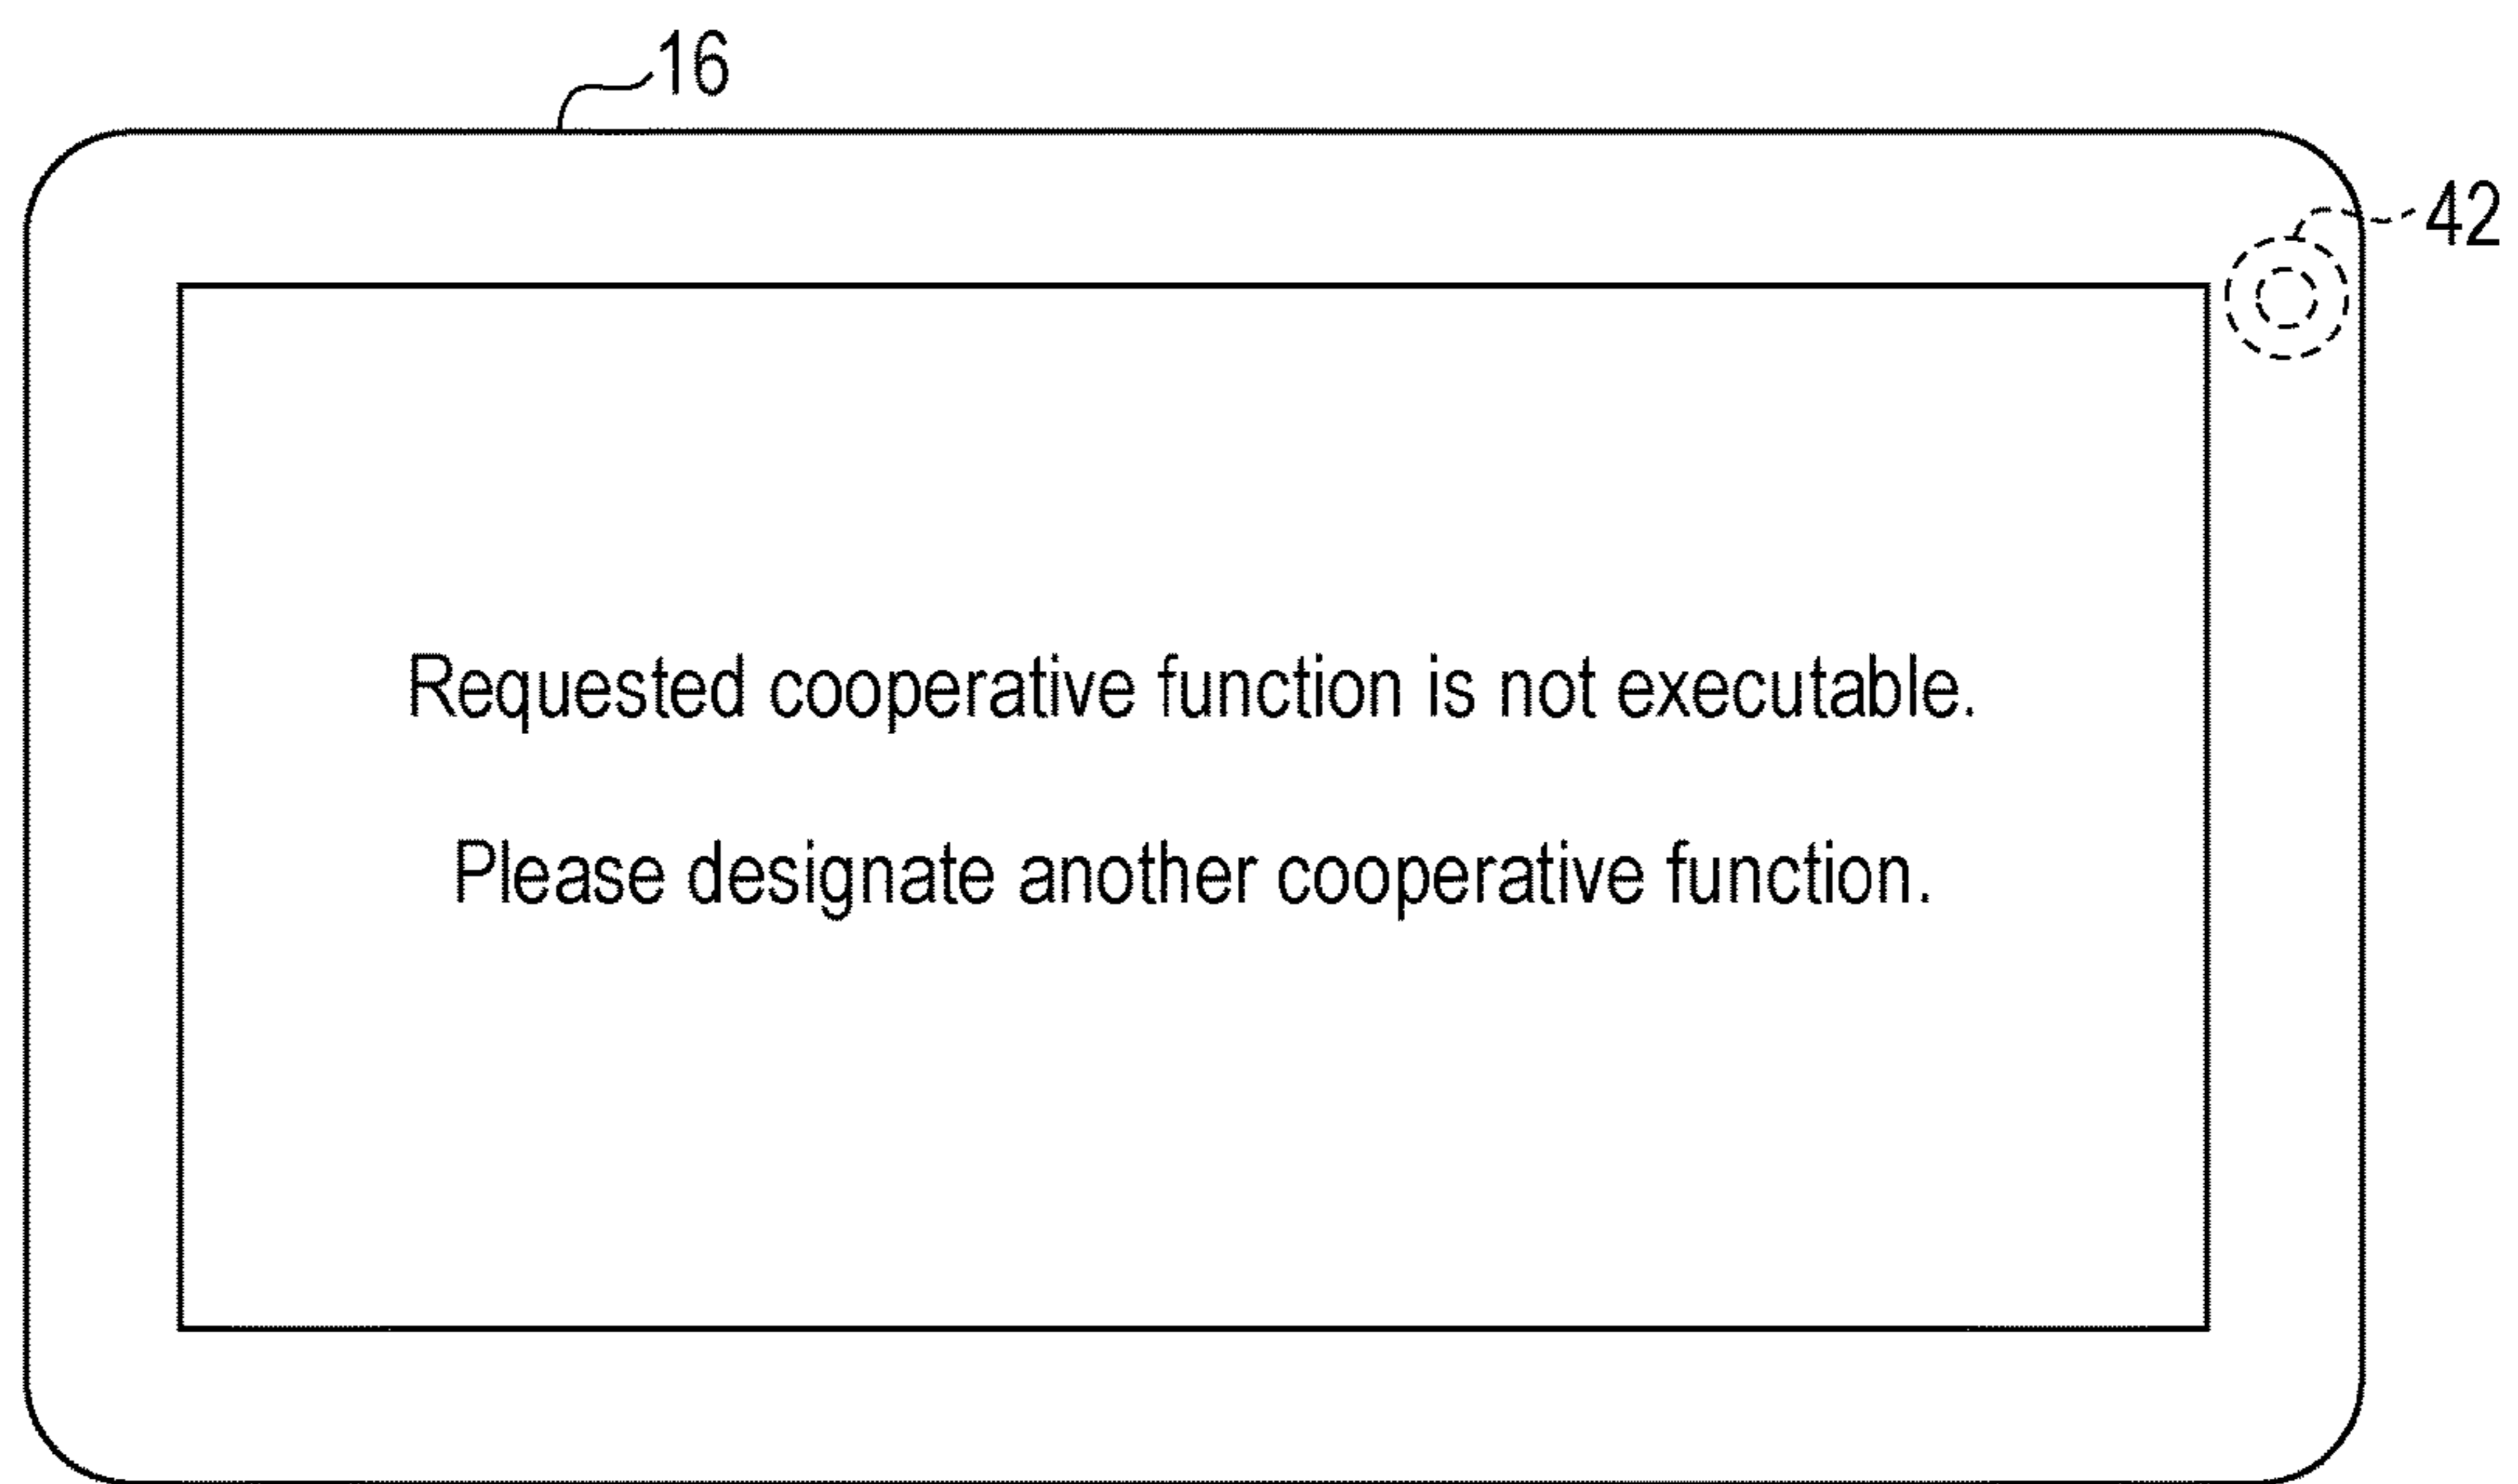 16
42
Requested cooperative function is not executable.
Please designate another cooperative function.